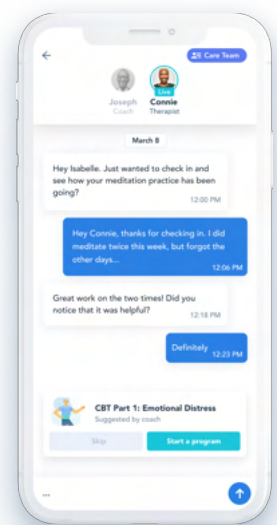 Care Team
Live
Joseph
Connie
Coach
Therapist
March 8
Hey Isabelle. Just wanted to check in and
see how your meditation practice has been
going?
12:00 PM
Hey Connie, thanks for checking in. I did
meditate twice this week, but forgot the
other days...
12:06 PM
Great work on the two times! Did you
notice that it was helpful?
12:18 PM
Definitely
12:23 PM
CBT Part 1: Emotional Distress
Suggested by coach
Skip
Start a program